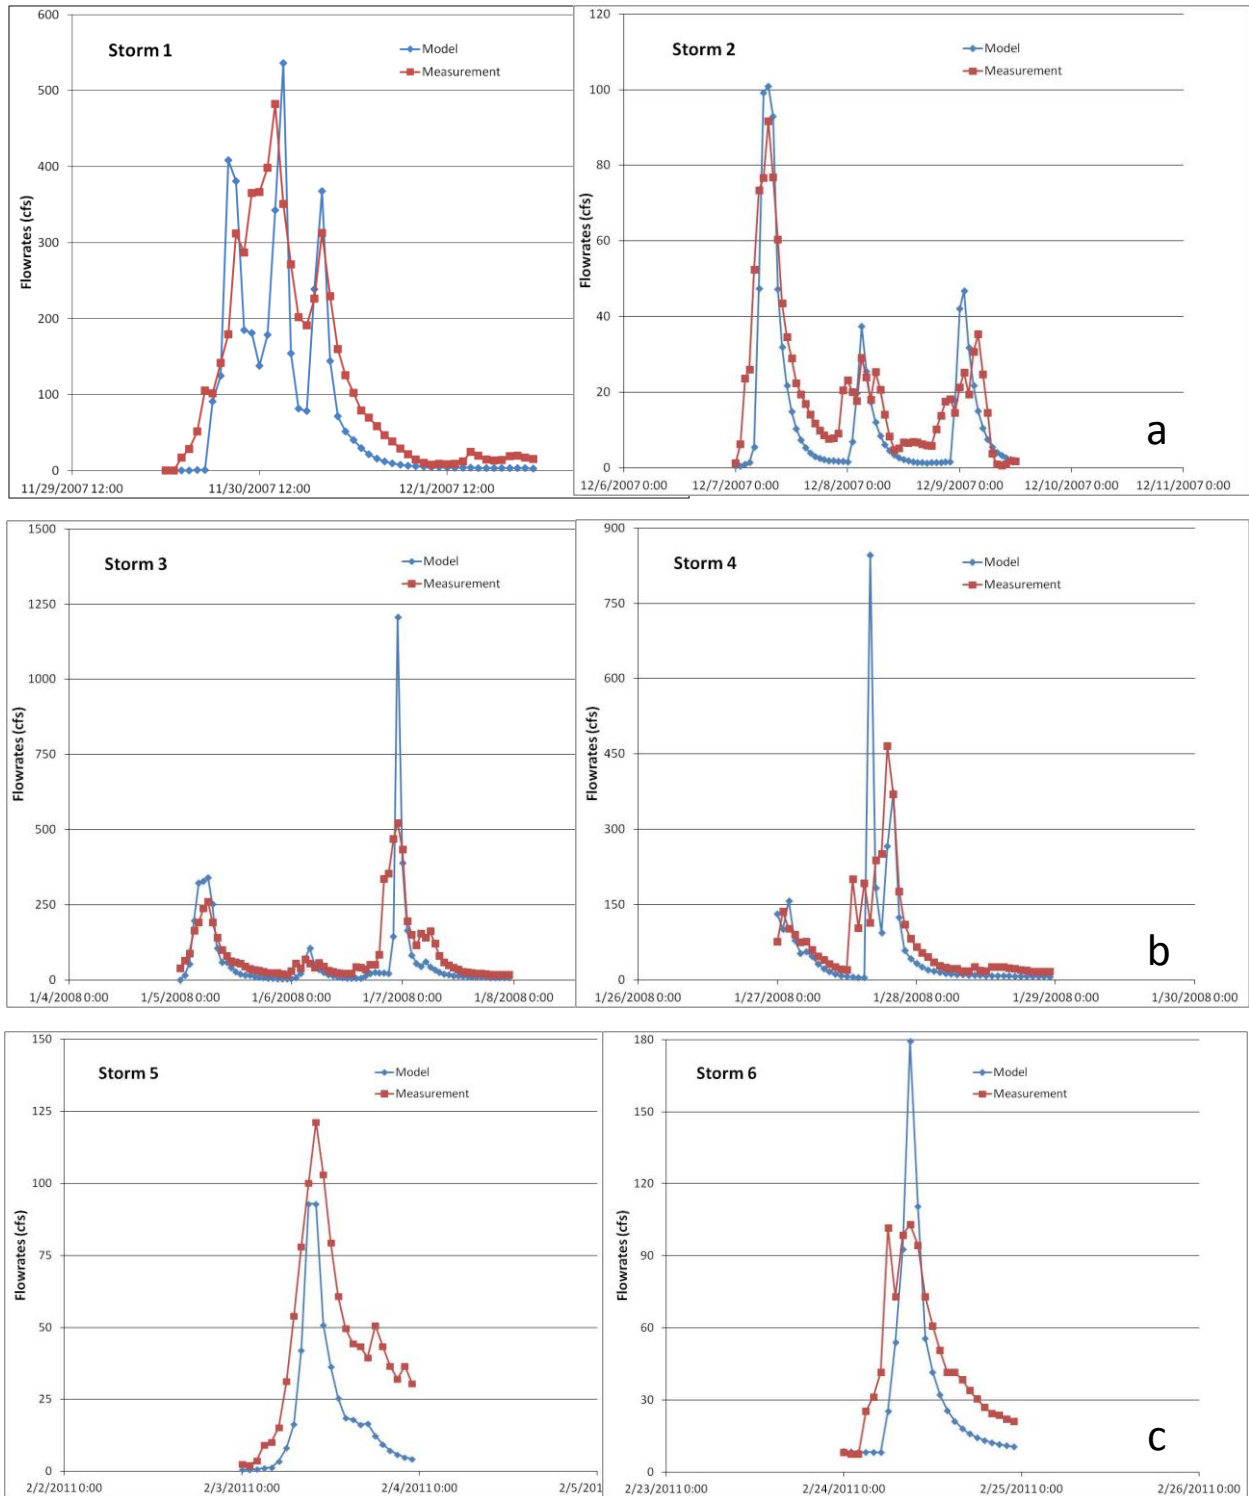 Storm 1
Model
Measurement
Flowrates (cfs)
600
500
400
300
200
100
0
11/29/2007 12:00
11/30/2007 12:00
12/1/2007 12:00
Storm 2
Model
Measurement
Flowrates (cfs)
120
100
80
60
40
20
0
12/6/2007 0:00
12/7/2007 0:00
12/8/2007 0:00
12/9/2007 0:00
12/10/2007 0:00
12/11/2007 0:00
a
Storm 3
Model
Measurement
Flowrates (cfs)
1500
1250
1000
750
500
250
0
1/4/2008 0:00
1/5/2008 0:00
1/6/2008 0:00
1/7/2008 0:00
1/8/2008 0:00
Storm 4
Model
Measurement
Flowrates (cfs)
900
750
600
450
300
150
0
1/26/2008 0:00
1/27/2008 0:00
1/28/2008 0:00
1/29/2008 0:00
1/30/2008 0:00
b
Storm 5
Model
Measurement
Flowrates (cfs)
150
125
100
75
50
25
0
2/2/2011 0:00
2/3/2011 0:00
2/4/2011 0:00
2/5/201
Storm 6
Model
Measurement
Flowrates (cfs)
180
150
120
90
60
30
0
2/23/2011 0:00
2/24/2011 0:00
2/25/2011 0:00
2/26/2011 0:00
c